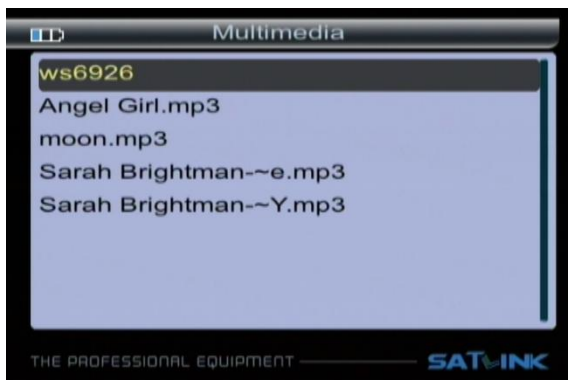 Multimedia
ws6926
Angel Girl.mp3
moon.mp3
Sarah Brightman-~e.mp3
Sarah Brightman-~Y.mp3
THE PROFESSIONAL EQUIPMENT
SATLINK